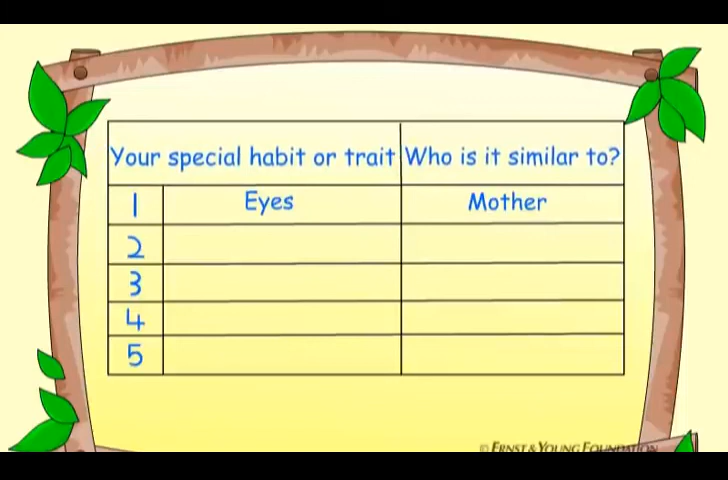 Your special habit or trait Who is it similar to?
1 Eyes Mother
2
3
4
5
© ERNST & YOUNG FOUNDATION